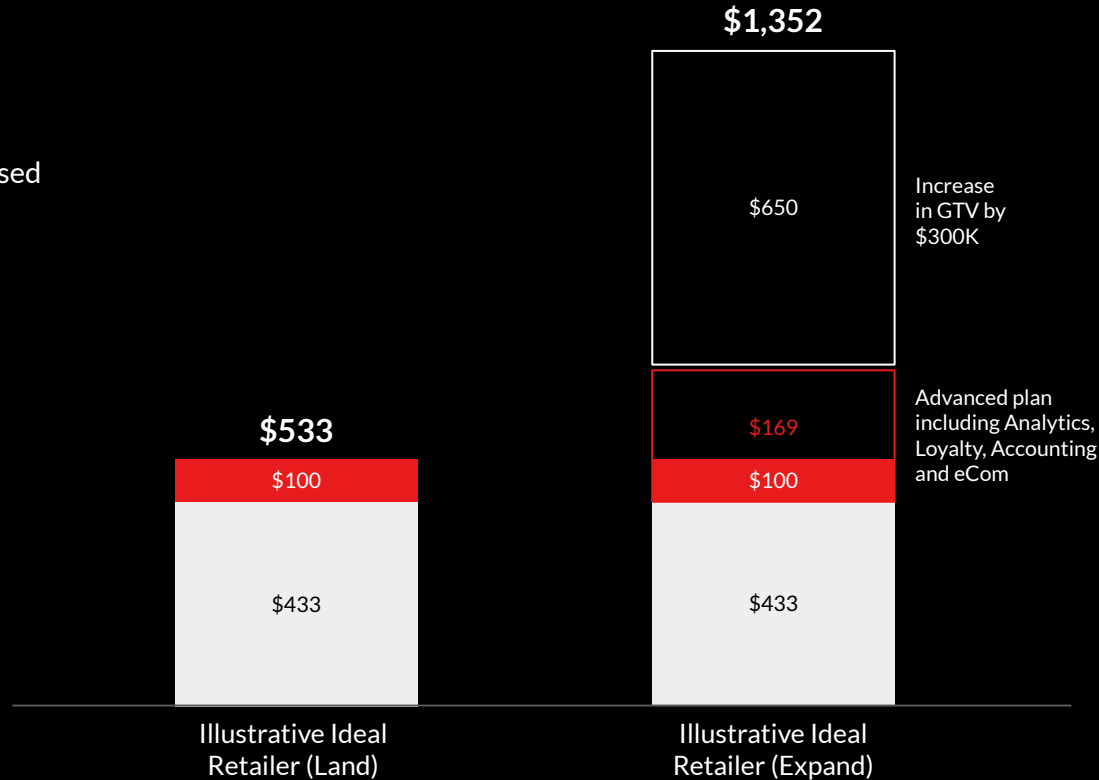 $1,352
sed
$650
Increase
in GTV by
$300K
Advanced plan
including Analytics,
Loyalty, Accounting
and eCom
$169
$533
$100
$100
$433
$433
Illustrative Ideal
Retailer (Land)
Illustrative Ideal
Retailer (Expand)